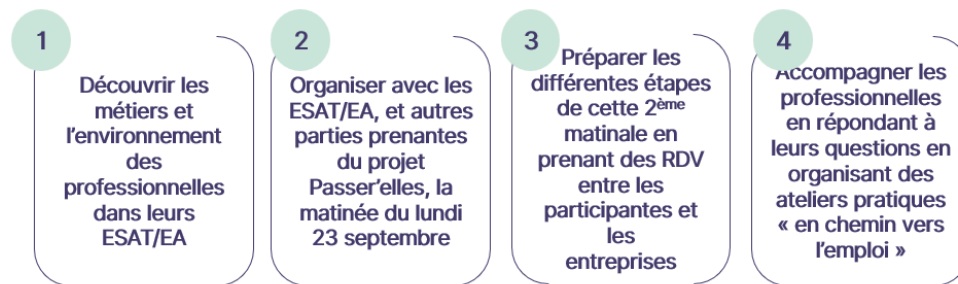 1
Découvrir les
métiers et
l'environnement
des
professionnelles
dans leurs
ESAT/EA
2
Organiser avec les
ESAT/EA, et autres
parties prenantes
du projet
Passer'elles, la
matinée du lundi
23 septembre
3
Préparer les
différentes étapes
de cette 2ème
matinale en
prenant des RDV
entre les
participantes et
les
entreprises
4
Accompagner les
professionnelles
en répondant à
leurs questions en
organisant des
ateliers pratiques
« en chemin vers
l'emploi »